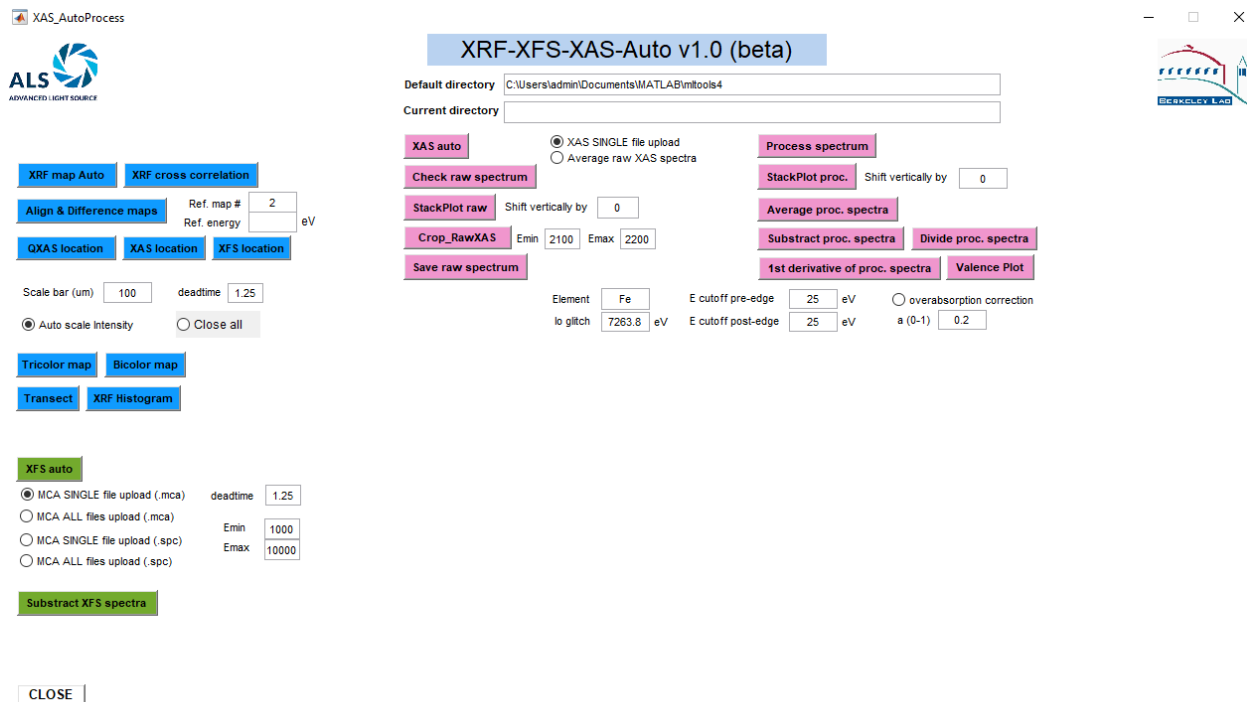 XAS_AutoProcess
ALS
ADVANCED LIGHT SOURCE
XRF-XFS-XAS-Auto v1.0 (beta)
BERKELEY LAB
Default directory C:\Users\admin\Documents\MATLAB\mltools4
Current directory
XRF map Auto XRF cross correlation
Align & Difference maps Ref. map # 2
Ref. energy eV
QXAS location XAS location XFS location
Scale bar (um) 100 deadtime 1.25
Auto scale Intensity Close all
Tricolor map Bicolor map
Transect XRF Histogram
XFS auto
MCA SINGLE file upload (.mca) deadtime 1.25
MCA ALL files upload (.mca)
Emin 1000
MCA SINGLE file upload (.spc)
Emax 10000
MCA ALL files upload (.spc)
Substract XFS spectra
CLOSE
XAS auto XAS SINGLE file upload
Average raw XAS spectra
Check raw spectrum
StackPlot raw Shift vertically by 0
Crop_RawXAS Emin 2100 Emax 2200
Save raw spectrum
Process spectrum
StackPlot proc. Shift vertically by 0
Average proc. spectra
Substract proc. spectra Divide proc. spectra
1st derivative of proc. spectra Valence Plot
Element Fe E cutoff pre-edge 25 eV overabsorption correction
Io glitch 7263.8 eV E cutoff post-edge 25 eV a (0-1) 0.2